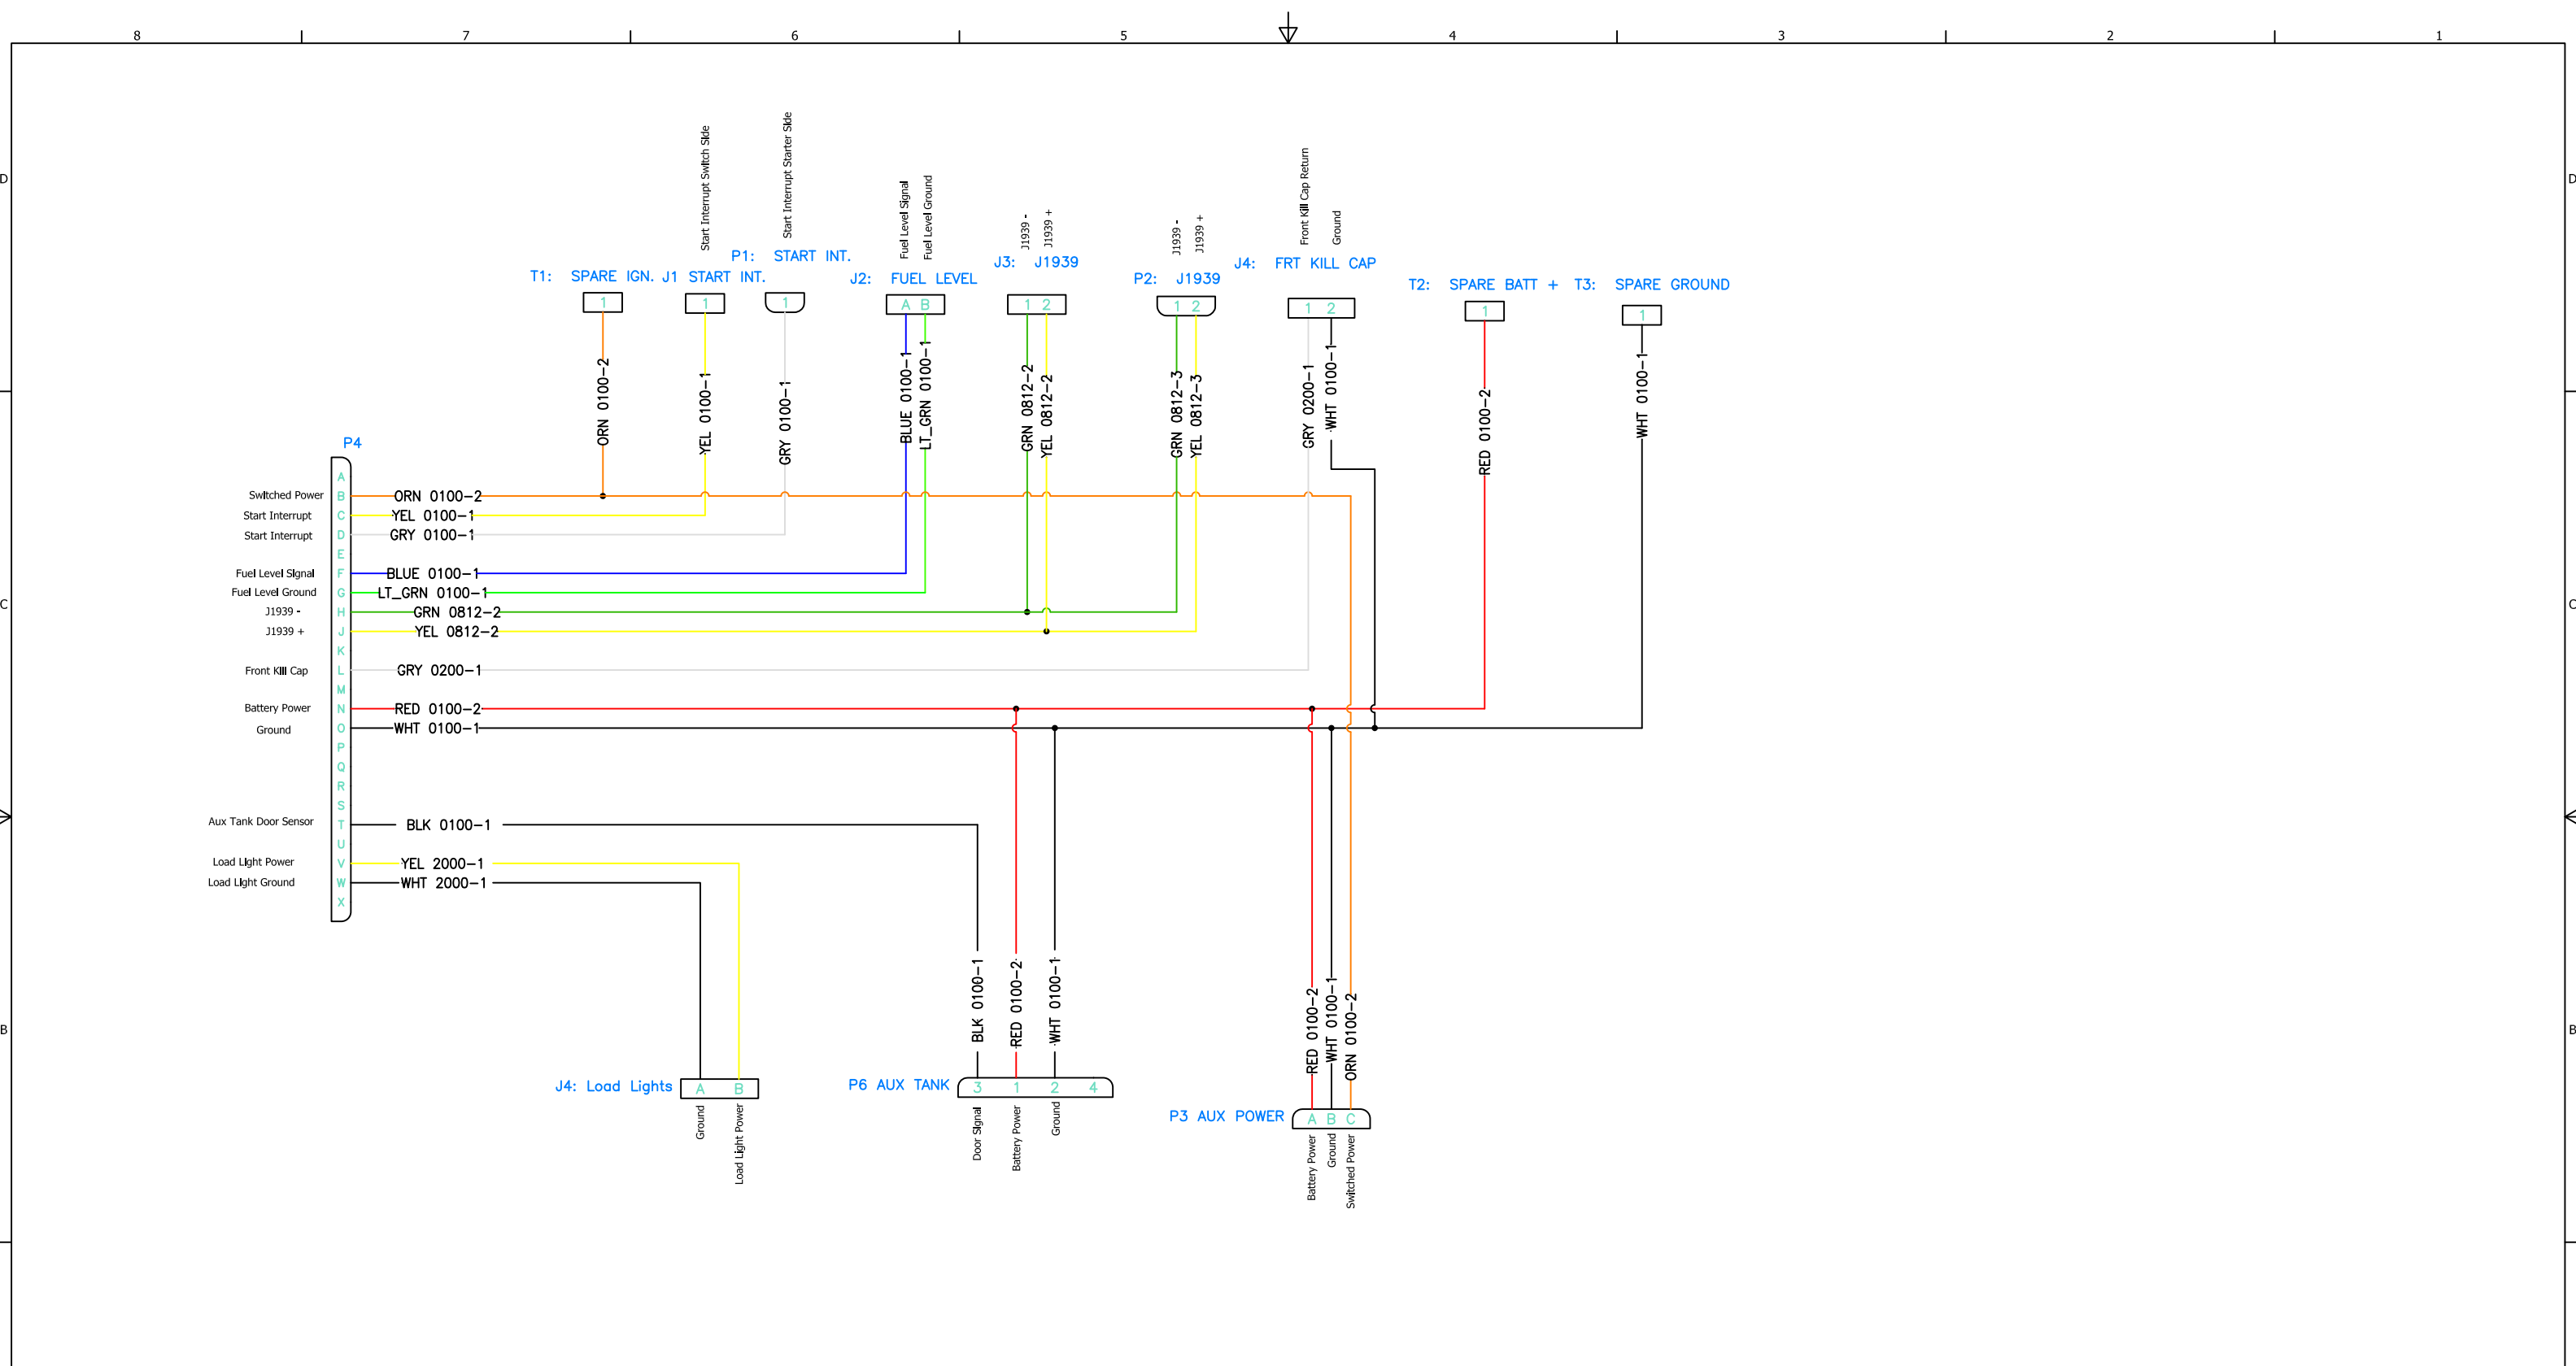 8 7 6 5 4 3 2 1
D D
Start Interrupt Switch Side
Start Interrupt Starter Side
Fuel Level Signal
Fuel Level Ground
J1939 -
J1939 +
J1939 -
J1939 +
Front Kill Cap Return
Ground
T1: SPARE IGN.
J1 START INT.
P1: START INT.
J2: FUEL LEVEL
J3: J1939
P2: J1939
J4: FRT KILL CAP
T2: SPARE BATT +
T3: SPARE GROUND
1
1
1
A B
1 2
1 2
1 2
1
1
ORN 0100-2
YEL 0100-1
GRY 0100-1
BLUE 0100-1
LT_GRN 0100-1
GRN 0812-2
YEL 0812-2
GRN 0812-3
YEL 0812-3
GRY 0200-1
WHT 0100-1
RED 0100-2
WHT 0100-1
P4
A
Switched Power B ORN 0100-2
Start Interrupt C YEL 0100-1
Start Interrupt D GRY 0100-1
E
Fuel Level Signal F BLUE 0100-1
Fuel Level Ground G LT_GRN 0100-1
C C
J1939 - H GRN 0812-2
J1939 + J YEL 0812-2
K
Front Kill Cap L GRY 0200-1
M
Battery Power N RED 0100-2
Ground O WHT 0100-1
P
Q
R
S
Aux Tank Door Sensor T BLK 0100-1
U
Load Light Power V YEL 2000-1
Load Light Ground W WHT 2000-1
X
BLK 0100-1
RED 0100-2
WHT 0100-1
RED 0100-2
WHT 0100-1
ORN 0100-2
B B
J4: Load Lights A B
Ground
Load Light Power
P6 AUX TANK 3 1 2 4
Door Signal
Battery Power
Ground
P3 AUX POWER A B C
Battery Power
Ground
Switched Power